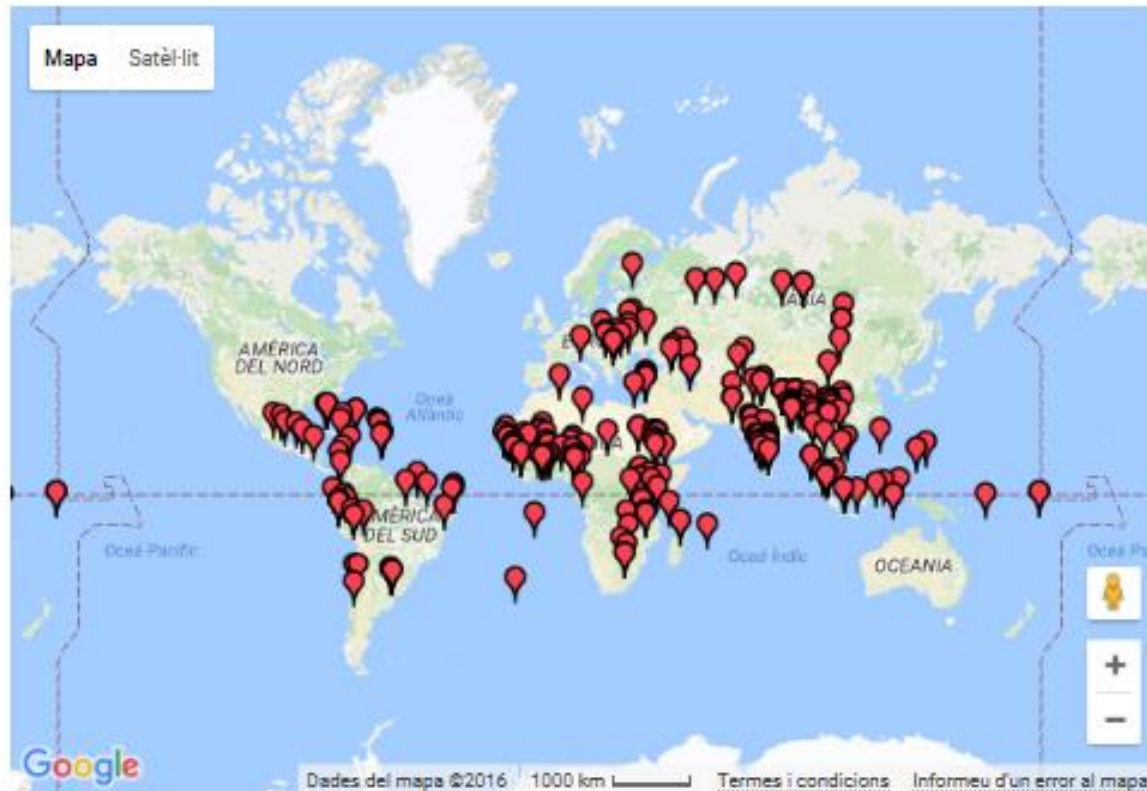 Mapa
Satèl·lit
AMÈRICA
DEL NORD
Oceà
Atlàntic
ÀSIA
AMÈRICA
DEL SUD
Oceà Pacífic
Oceà Índic
OCEANIA
Google
Dades del mapa ©2016
1000 km
Termes i condicions
Informeu d'un error al mapa